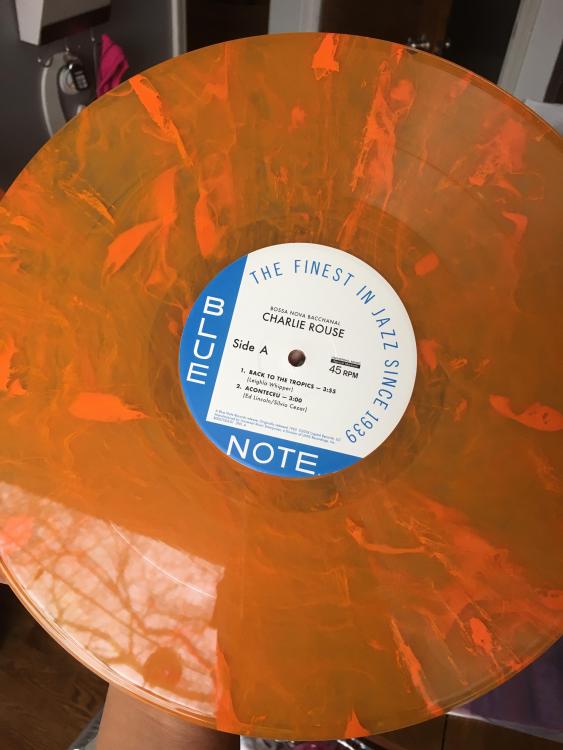 THE FINEST IN JAZZ SINCE 1939
BOSSA NOVA BACCHANAL
CHARLIE ROUSE
Side A
45 RPM
1. BACK TO THE TROPICS – 3:55
(Leighla Whipper)
2. ACONTECEU – 3:00
(Ed Lincoln/Silvio Cezar)
BLUE
NOTE